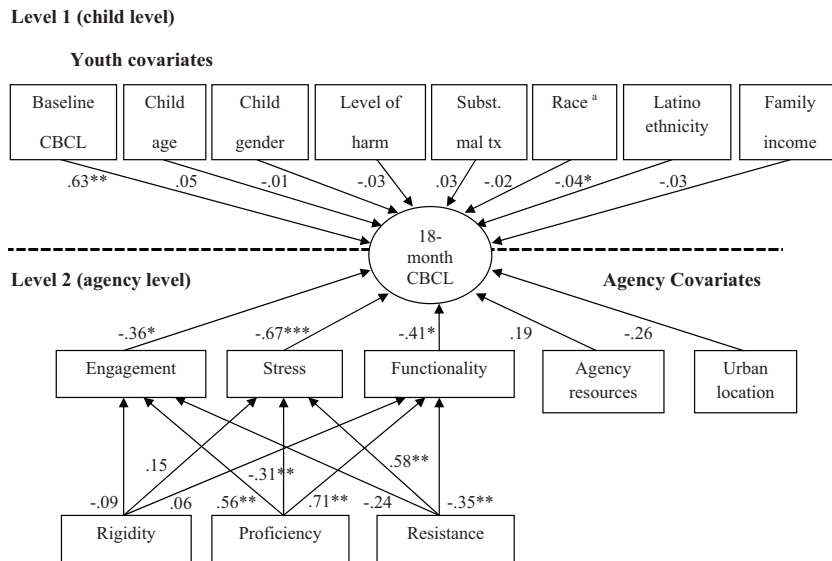 Level 1 (child level)
Youth covariates
Baseline CBCL
Child age
Child gender
Level of harm
Subst. mal tx
Race a
Latino ethnicity
Family income
.63**
.05
-.01
-.03
.03
-.02
-.04*
-.03
18-
month
CBCL
Level 2 (agency level)
Agency Covariates
-.36*
-.67***
-.41*
.19
-.26
Engagement
Stress
Functionality
Agency resources
Urban location
.15
-.31**
.58**
-.09
.06
.56**
.71**
-.24
-.35**
Rigidity
Proficiency
Resistance